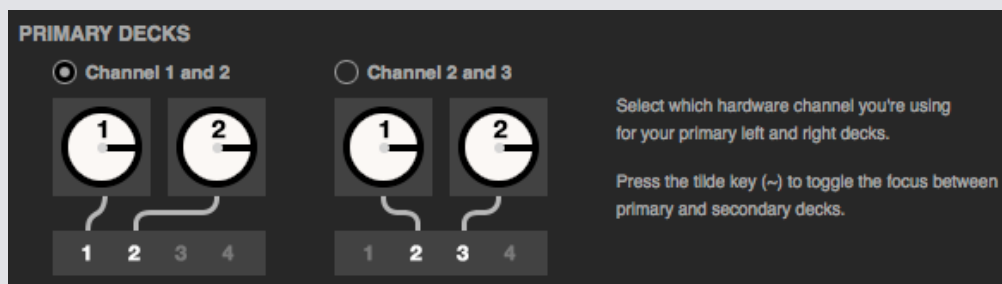 PRIMARY DECKS
Channel 1 and 2
Channel 2 and 3
1 2
1 2
1 2 3 4
1 2 3 4
Select which hardware channel you're using
for your primary left and right decks.
Press the tilde key (~) to toggle the focus between
primary and secondary decks.